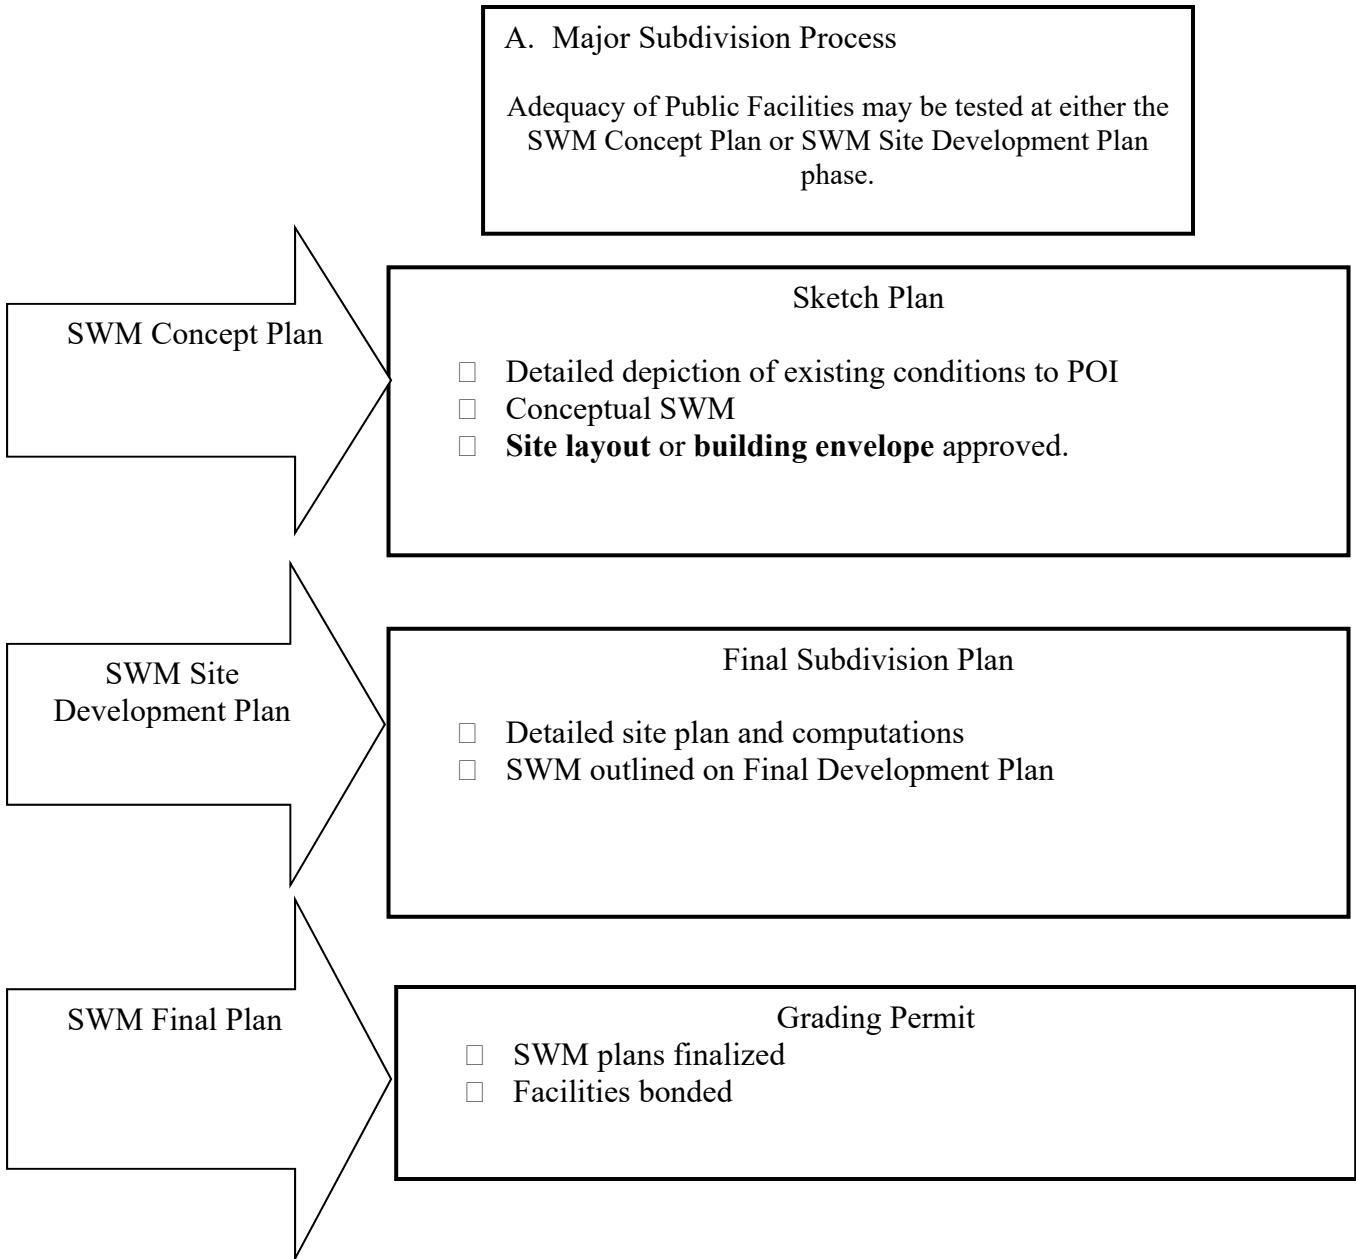 A. Major Subdivision Process
Adequacy of Public Facilities may be tested at either the
SWM Concept Plan or SWM Site Development Plan
phase.
SWM Concept Plan
Sketch Plan
□ Detailed depiction of existing conditions to POI
□ Conceptual SWM
□ Site layout or building envelope approved.
SWM Site
Development Plan
Final Subdivision Plan
□ Detailed site plan and computations
□ SWM outlined on Final Development Plan
SWM Final Plan
Grading Permit
□ SWM plans finalized
□ Facilities bonded